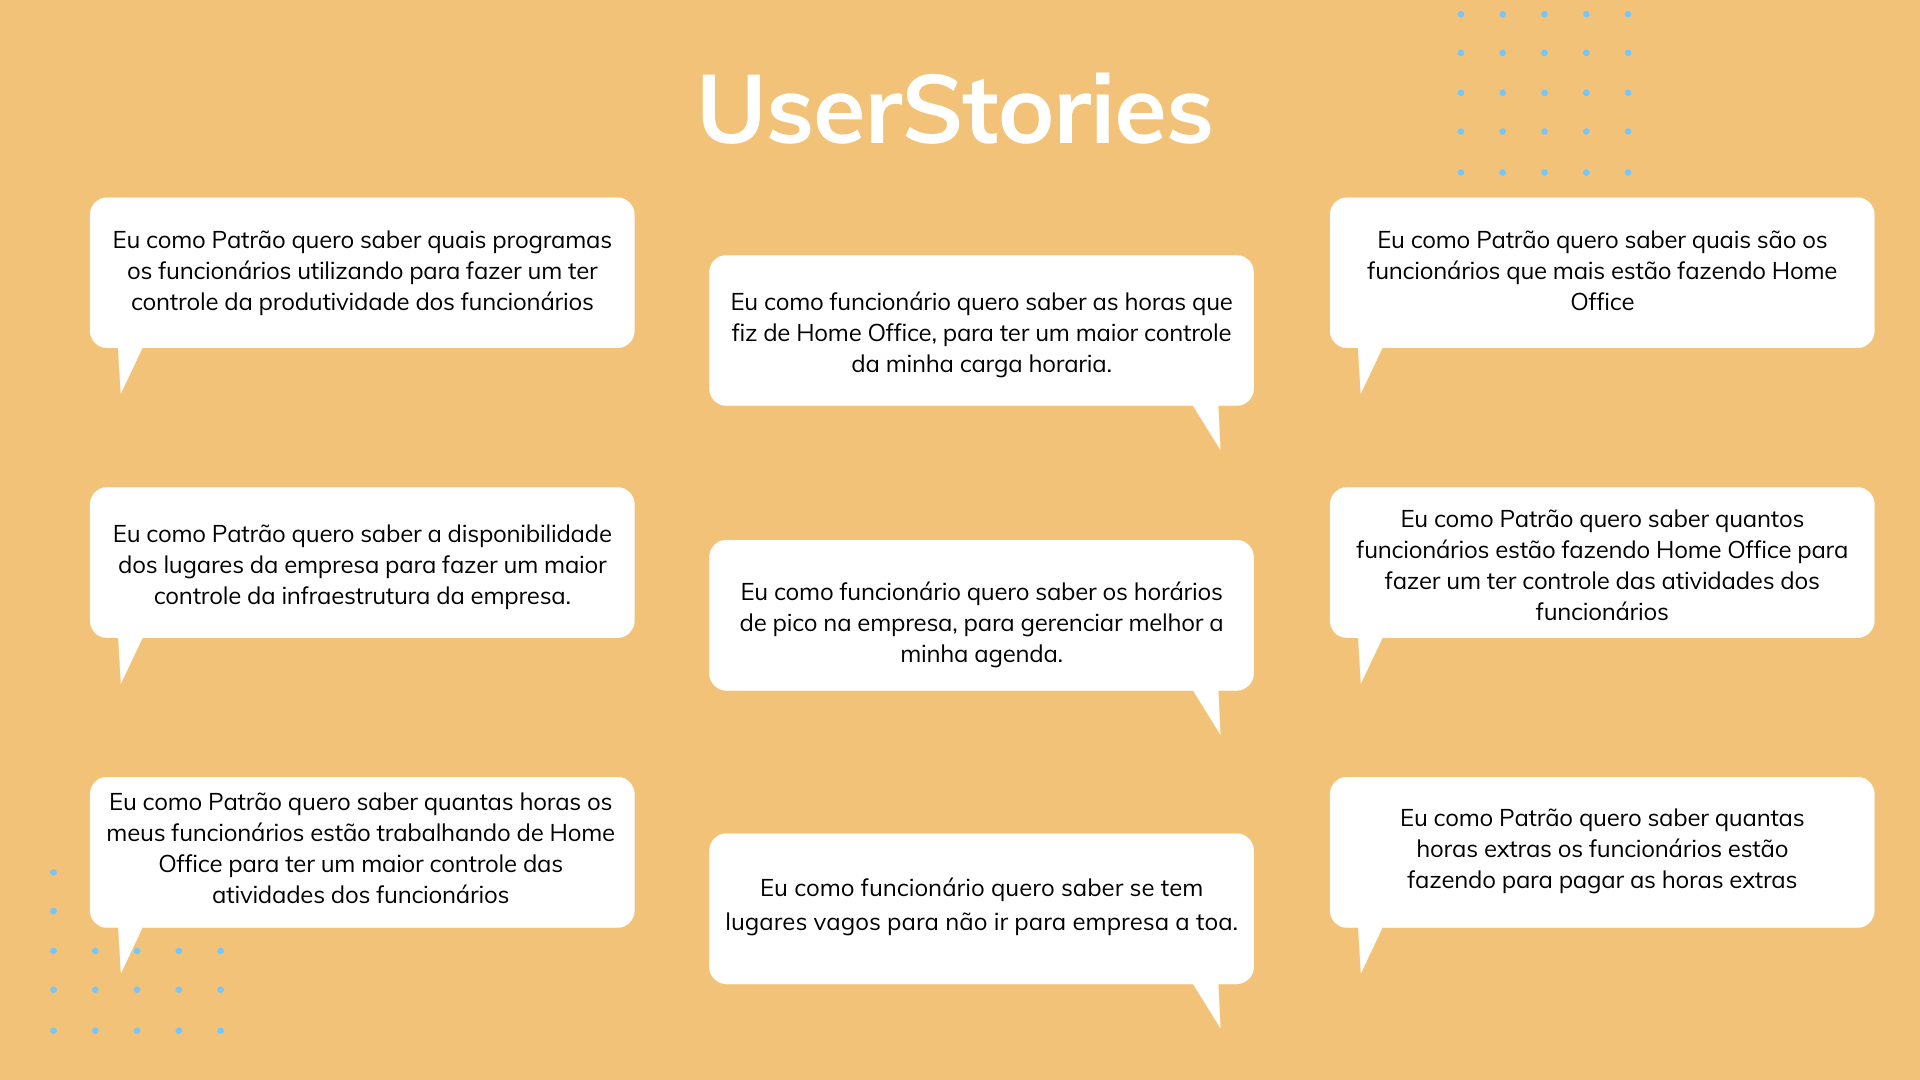 UserStories
Eu como Patrão quero saber quais programas
os funcionários utilizando para fazer um ter
controle da produtividade dos funcionários
Eu como funcionário quero saber as horas que
fiz de Home Office, para ter um maior controle
da minha carga horaria.
Eu como Patrão quero saber quais são os
funcionários que mais estão fazendo Home
Office
Eu como Patrão quero saber a disponibilidade
dos lugares da empresa para fazer um maior
controle da infraestrutura da empresa.
Eu como funcionário quero saber os horários
de pico na empresa, para gerenciar melhor a
minha agenda.
Eu como Patrão quero saber quantos
funcionários estão fazendo Home Office para
fazer um ter controle das atividades dos
funcionários
Eu como Patrão quero saber quantas horas os
meus funcionários estão trabalhando de Home
Office para ter um maior controle das
atividades dos funcionários
Eu como funcionário quero saber se tem
lugares vagos para não ir para empresa a toa.
Eu como Patrão quero saber quantas
horas extras os funcionários estão
fazendo para pagar as horas extras